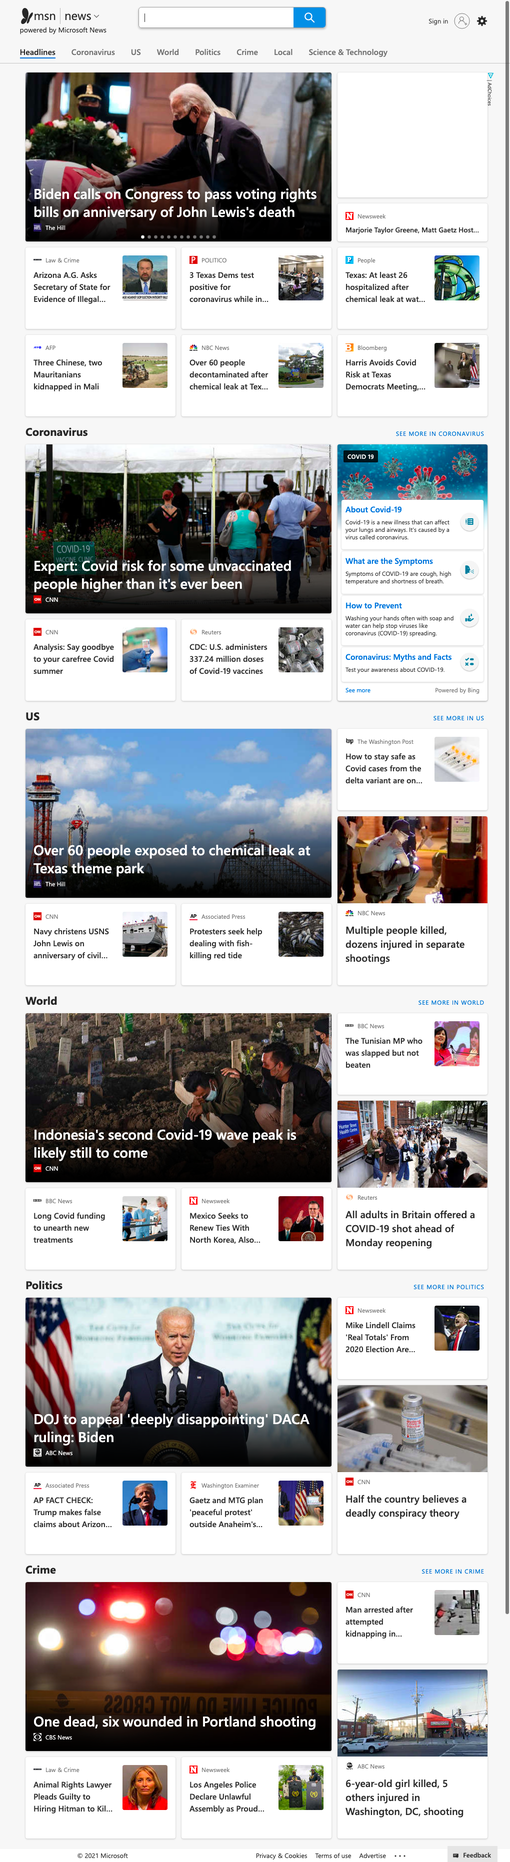 msn news
powered by Microsoft News
Sign in
Headlines Coronavirus US World Politics Crime Local Science & Technology
AdChoices
Biden calls on Congress to pass voting rights
bills on anniversary of John Lewis's death
The Hill
Newsweek
Marjorie Taylor Greene, Matt Gaetz Host...
Law & Crime
Arizona A.G. Asks
Secretary of State for
Evidence of Illegal...
POLITICO
3 Texas Dems test
positive for
coronavirus while in...
People
Texas: At least 26
hospitalized after
chemical leak at wat...
AFP
Three Chinese, two
Mauritanians
kidnapped in Mali
NBC News
Over 60 people
decontaminated after
chemical leak at Tex...
Bloomberg
Harris Avoids Covid
Risk at Texas
Democrats Meeting,...
Coronavirus
SEE MORE IN CORONAVIRUS
COVID-19
Expert: Covid risk for some unvaccinated
people higher than it's ever been
CNN
COVID 19
About Covid-19
Covid-19 is a new illness that can affect
your lungs and airways. It's caused by a
virus called coronavirus.
What are the Symptoms
Symptoms of COVID-19 are cough, high
temperature and shortness of breath.
How to Prevent
Washing your hands often with soap and
water can help stop viruses like
coronavirus (COVID-19) spreading.
Coronavirus: Myths and Facts
Test your awareness about COVID-19.
See more
Powered by Bing
CNN
Analysis: Say goodbye
to your carefree Covid
summer
Reuters
CDC: U.S. administers
337.24 million doses
of Covid-19 vaccines
US
SEE MORE IN US
Over 60 people exposed to chemical leak at
Texas theme park
The Hill
The Washington Post
How to stay safe as
Covid cases from the
delta variant are on...
CNN
Navy christens USNS
John Lewis on
anniversary of civil...
Associated Press
Protesters seek help
dealing with fish-
killing red tide
NBC News
Multiple people killed,
dozens injured in separate
shootings
World
SEE MORE IN WORLD
Indonesia's second Covid-19 wave peak is
likely still to come
CNN
BBC News
The Tunisian MP who
was slapped but not
beaten
BBC News
Long Covid funding
to unearth new
treatments
Newsweek
Mexico Seeks to
Renew Ties With
North Korea, Also...
Reuters
All adults in Britain offered a
COVID-19 shot ahead of
Monday reopening
Politics
SEE MORE IN POLITICS
DOJ to appeal 'deeply disappointing' DACA
ruling: Biden
ABC News
Newsweek
Mike Lindell Claims
'Real Totals' From
2020 Election Are...
Associated Press
AP FACT CHECK:
Trump makes false
claims about Arizon...
Washington Examiner
Gaetz and MTG plan
'peaceful protest'
outside Anaheim's...
CNN
Half the country believes a
deadly conspiracy theory
Crime
SEE MORE IN CRIME
POLICE LINE DO NOT CROSS
One dead, six wounded in Portland shooting
CBS News
CNN
Man arrested after
attempted
kidnapping in...
Law & Crime
Animal Rights Lawyer
Pleads Guilty to
Hiring Hitman to Kil...
Newsweek
Los Angeles Police
Declare Unlawful
Assembly as Proud...
ABC News
6-year-old girl killed, 5
others injured in
Washington, DC, shooting
© 2021 Microsoft
Privacy & Cookies Terms of use Advertise ...
Feedback